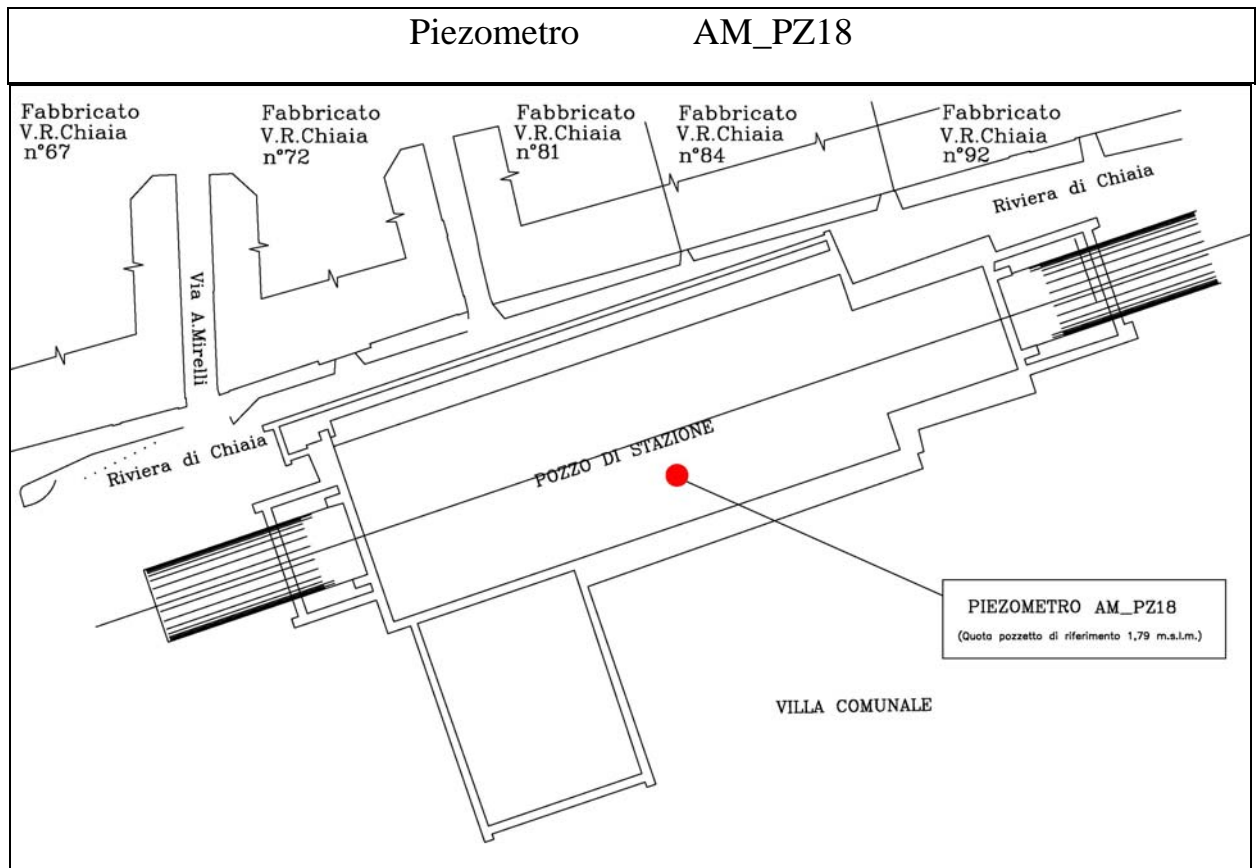 Piezometro AM_PZ18
Fabbricato
V.R.Chiaia
n°67
Fabbricato
V.R.Chiaia
n°72
Fabbricato
V.R.Chiaia
n°81
Fabbricato
V.R.Chiaia
n°84
Fabbricato
V.R.Chiaia
n°92
Riviera di Chiaia
Via A.Mirelli
Riviera di Chiaia
POZZO DI STAZIONE
PIEZOMETRO AM_PZ18
(Quota pozzetto di riferimento 1,79 m.s.l.m.)
VILLA COMUNALE